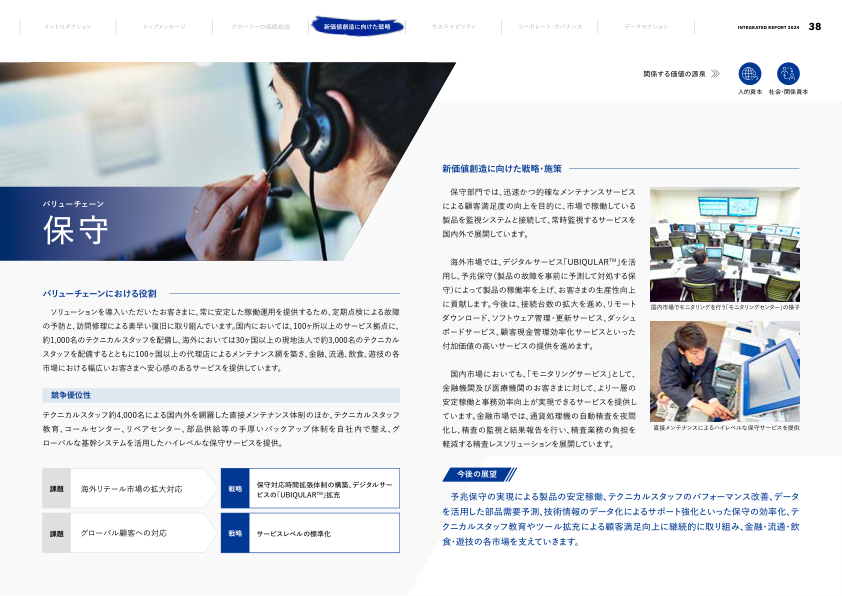 イントロダクション
トップメッセージ
グローリーの価値創造
新価値創造に向けた戦略
サステナビリティ
コーポレート・ガバナンス
データセクション
INTEGRATED REPORT 2024 38
関係する価値の源泉
人的資本 社会・関係資本
バリューチェーン
保守
バリューチェーンにおける役割
ソリューションを導入いただいたお客さまに、常に安定した稼働運用を提供するため、定期点検による故障
の予防と、訪問修理による素早い復旧に取り組んでいます。国内においては、100ヶ所以上のサービス拠点に、
約1,000名のテクニカルスタッフを配備し、海外においては30ヶ国以上の現地法人で約3,000名のテクニカル
スタッフを配備するとともに100ヶ国以上の代理店によるメンテナンス網を築き、金融、流通、飲食、遊技の各
市場における幅広いお客さまへ安心感のあるサービスを提供しています。
競争優位性
テクニカルスタッフ約4,000名による国内外を網羅した直接メンテナンス体制のほか、テクニカルスタッフ
教育、コールセンター、リペアセンター、部品供給等の手厚いバックアップ体制を自社内で整え、グ
ローバルな基幹システムを活用したハイレベルな保守サービスを提供。
課題
海外リテール市場の拡大対応
戦略
保守対応時間拡張体制の構築、デジタルサー
ビスの「UBIQULAR™」拡充
課題
グローバル顧客への対応
戦略
サービスレベルの標準化
新価値創造に向けた戦略・施策
保守部門では、迅速かつ的確なメンテナンスサービス
による顧客満足度の向上を目的に、市場で稼働している
製品を監視システムと接続して、常時監視するサービスを
国内外で展開しています。
海外市場では、デジタルサービス「UBIQULAR™」を活
用し、予兆保守（製品の故障を事前に予測して対処する保
守）によって製品の稼働率を上げ、お客さまの生産性向上
に貢献します。今後は、接続台数の拡大を進め、リモート
ダウンロード、ソフトウェア管理・更新サービス、ダッシュ
ボードサービス、顧客現金管理効率化サービスといった
付加価値の高いサービスの提供を進めます。
国内市場においても、「モニタリングサービス」として、
金融機関及び医療機関のお客さまに対して、より一層の
安定稼働と事務効率向上が実現できるサービスを提供し
ています。金融市場では、通貨処理機の自動精査を夜間
化し、精査の監視と結果報告を行い、精査業務の負担を
軽減する精査レスソリューションを展開しています。
国内市場でモニタリングを行う「モニタリングセンター」の様子
直接メンテナンスによるハイレベルな保守サービスを提供
今後の展望
予兆保守の実現による製品の安定稼働、テクニカルスタッフのパフォーマンス改善、データ
を活用した部品需要予測、技術情報のデータ化によるサポート強化といった保守の効率化、テ
クニカルスタッフ教育やツール拡充による顧客満足向上に継続的に取り組み、金融・流通・飲
食・遊技の各市場を支えていきます。